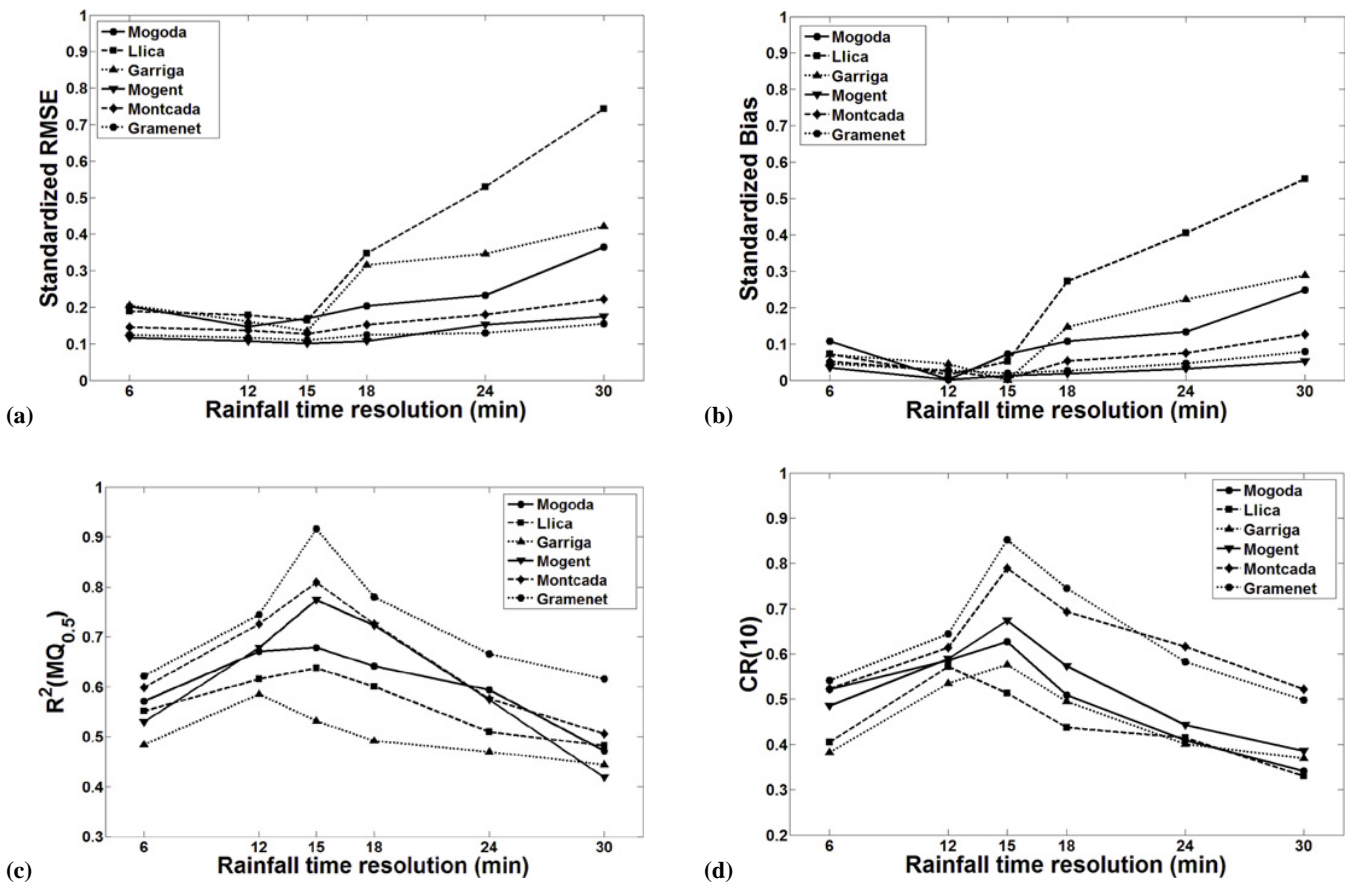 1
0.9
0.8
0.7
0.6
0.5
0.4
0.3
0.2
0.1
0
Standardized RMSE
Mogoda
Llica
Garriga
Mogent
Montcada
Gramenet
6 12 15 18 24 30
Rainfall time resolution (min)
(a)
1
0.9
0.8
0.7
0.6
0.5
0.4
0.3
0.2
0.1
0
Standardized Bias
Mogoda
Llica
Garriga
Mogent
Montcada
Gramenet
6 12 15 18 24 30
Rainfall time resolution (min)
(b)
1
0.9
0.8
0.7
0.6
0.5
0.4
0.3
R²(MQ₀.₅)
Mogoda
Llica
Garriga
Mogent
Montcada
Gramenet
6 12 15 18 24 30
Rainfall time resolution (min)
(c)
1
0.9
0.8
0.7
0.6
0.5
0.4
0.3
0.2
CR(10)
Mogoda
Llica
Garriga
Mogent
Montcada
Gramenet
6 12 15 18 24 30
Rainfall time resolution (min)
(d)